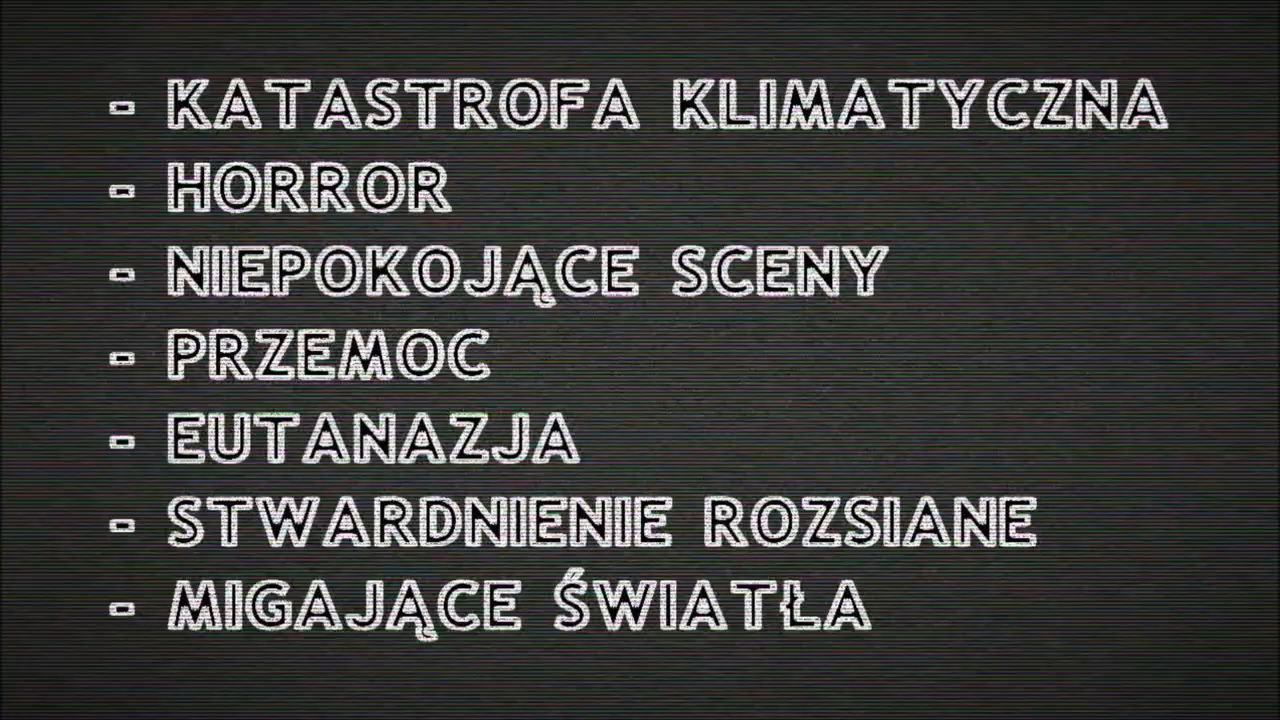 - KATASTROFA KLIMATYCZNA
- HORROR
- NIEPOKOJĄCE SCENY
- PRZEMOC
- EUTANAZJA
- STWARDNIENIE ROZSIANE
- MIGAJĄCE ŚWIATŁA